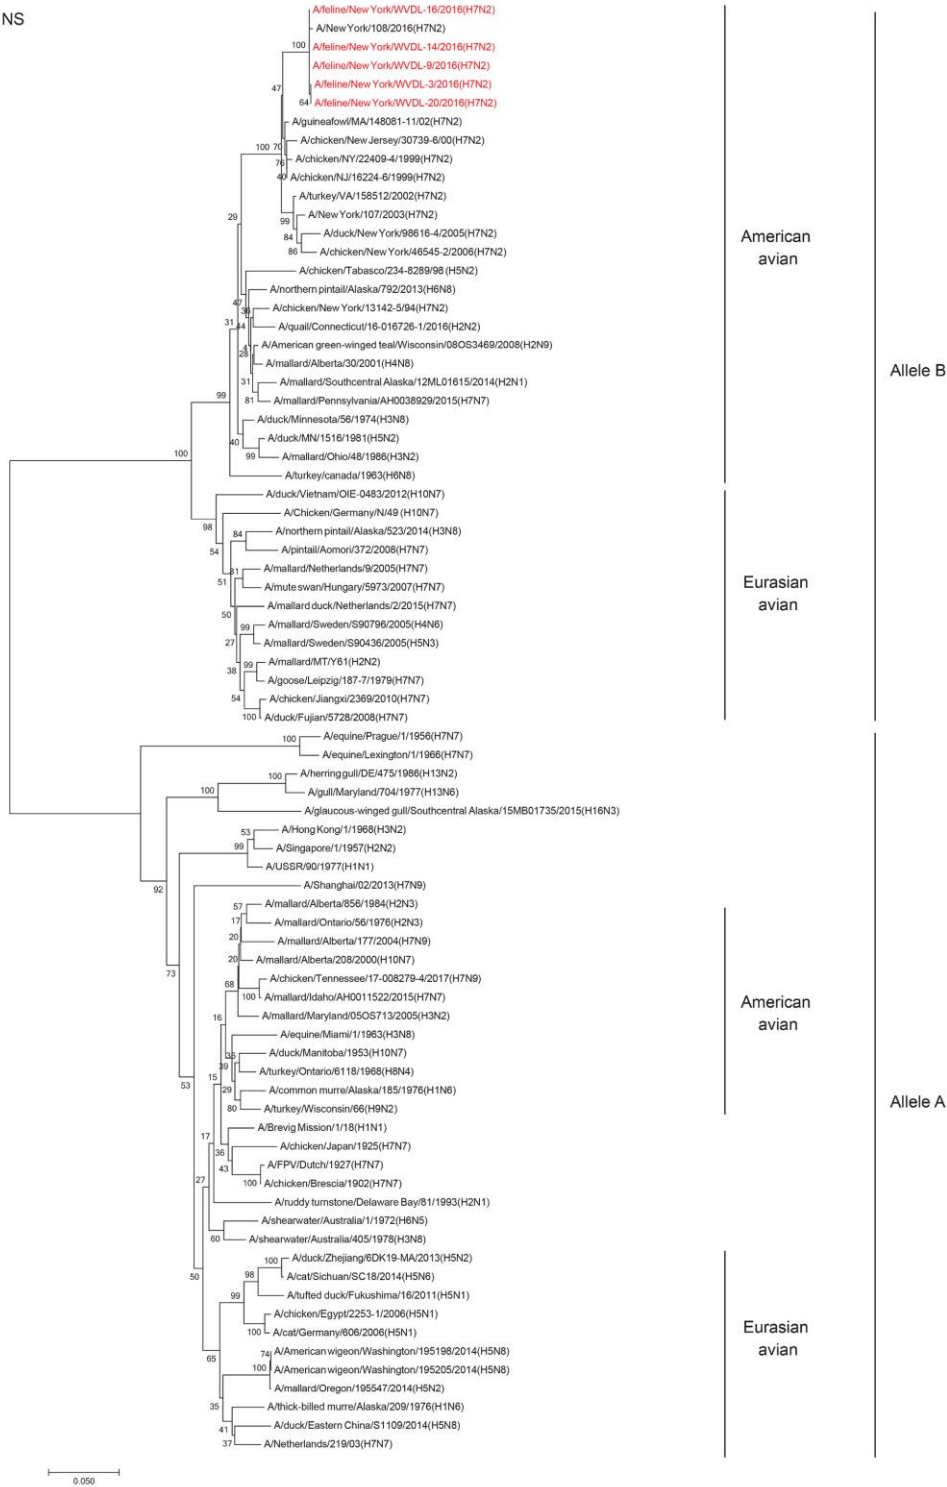 NS
A/feline/New York/WVDL-16/2016(H7N2)
A/New York/108/2016(H7N2)
100
A/feline/New York/WVDL-14/2016(H7N2)
A/feline/New York/WVDL-9/2016(H7N2)
47
A/feline/New York/WVDL-3/2016(H7N2)
64
A/feline/New York/WVDL-20/2016(H7N2)
A/guineafowl/MA/148081-11/02(H7N2)
A/chicken/New Jersey/30739-6/00(H7N2)
100 70
A/chicken/NY/22409-4/1999(H7N2)
76
40
A/chicken/NJ/16224-6/1999(H7N2)
A/turkey/VA/158512/2002(H7N2)
A/New York/107/2003(H7N2)
29
99
A/duck/New York/98616-4/2005(H7N2)
84
American
avian
A/chicken/New York/46545-2/2006(H7N2)
86
A/chicken/Tabasco/234-8289/98 (H5N2)
A/northern pintail/Alaska/792/2013(H6N8)
47
A/chicken/New York/13142-5/94(H7N2)
36
31
44
A/quail/Connecticut/16-016726-1/2016(H2N2)
A/American green-winged teal/Wisconsin/08OS3469/2008(H2N9)
4
28
A/mallard/Alberta/30/2001(H4N8)
Allele B
A/mallard/Southcentral Alaska/12ML01615/2014(H2N1)
31
99
A/mallard/Pennsylvania/AH0038929/2015(H7N7)
81
A/duck/Minnesota/56/1974(H3N8)
A/duck/MN/1516/1981(H5N2)
40
A/mallard/Ohio/48/1986(H3N2)
99
100
A/turkey/canada/1963(H6N8)
A/duck/Vietnam/OIE-0483/2012(H10N7)
A/Chicken/Germany/N/49 (H10N7)
98
A/northern pintail/Alaska/523/2014(H3N8)
84
A/pintail/Aomori/372/2008(H7N7)
54
A/mallard/Netherlands/9/2005(H7N7)
31
51
A/mute swan/Hungary/5973/2007(H7N7)
Eurasian
avian
A/mallard duck/Netherlands/2/2015(H7N7)
50
A/mallard/Sweden/S90796/2005(H4N6)
99
A/mallard/Sweden/S90436/2005(H5N3)
27
A/mallard/MT/Y61(H2N2)
99
38
A/goose/Leipzig/187-7/1979(H7N7)
A/chicken/Jiangxi/2369/2010(H7N7)
54
A/duck/Fujian/5728/2008(H7N7)
100
A/equine/Prague/1/1956(H7N7)
100
A/equine/Lexington/1/1966(H7N7)
A/herring gull/DE/475/1986(H13N2)
100
A/gull/Maryland/704/1977(H13N6)
100
A/glaucous-winged gull/Southcentral Alaska/15MB01735/2015(H16N3)
A/Hong Kong/1/1968(H3N2)
53
A/Singapore/1/1957(H2N2)
99
A/USSR/90/1977(H1N1)
A/Shanghai/02/2013(H7N9)
92
A/mallard/Alberta/856/1984(H2N3)
57
A/mallard/Ontario/56/1976(H2N3)
17
A/mallard/Alberta/177/2004(H7N9)
20
A/mallard/Alberta/208/2000(H10N7)
20
73
A/chicken/Tennessee/17-008279-4/2017(H7N9)
68
A/mallard/Idaho/AH0011522/2015(H7N7)
100
American
avian
A/mallard/Maryland/05OS713/2005(H3N2)
16
A/equine/Miami/1/1963(H3N8)
A/duck/Manitoba/1953(H10N7)
36
39
A/turkey/Ontario/6118/1968(H8N4)
15
53
A/common murre/Alaska/185/1976(H1N6)
29
A/turkey/Wisconsin/66(H9N2)
80
Allele A
A/Brevig Mission/1/18(H1N1)
17
A/chicken/Japan/1925(H7N7)
36
A/FPV/Dutch/1927(H7N7)
43
A/chicken/Brescia/1902(H7N7)
100
27
A/ruddy turnstone/Delaware Bay/81/1993(H2N1)
A/shearwater/Australia/1/1972(H6N5)
A/shearwater/Australia/405/1978(H3N8)
60
A/duck/Zhejiang/6DK19-MA/2013(H5N2)
100
A/cat/Sichuan/SC18/2014(H5N6)
98
50
A/tufted duck/Fukushima/16/2011(H5N1)
99
A/chicken/Egypt/2253-1/2006(H5N1)
A/cat/Germany/606/2006(H5N1)
100
Eurasian
avian
A/American wigeon/Washington/195198/2014(H5N8)
74
65
A/American wigeon/Washington/195205/2014(H5N8)
100
A/mallard/Oregon/195547/2014(H5N2)
A/thick-billed murre/Alaska/209/1976(H1N6)
35
A/duck/Eastern China/S1109/2014(H5N8)
41
A/Netherlands/219/03(H7N7)
37
0.050